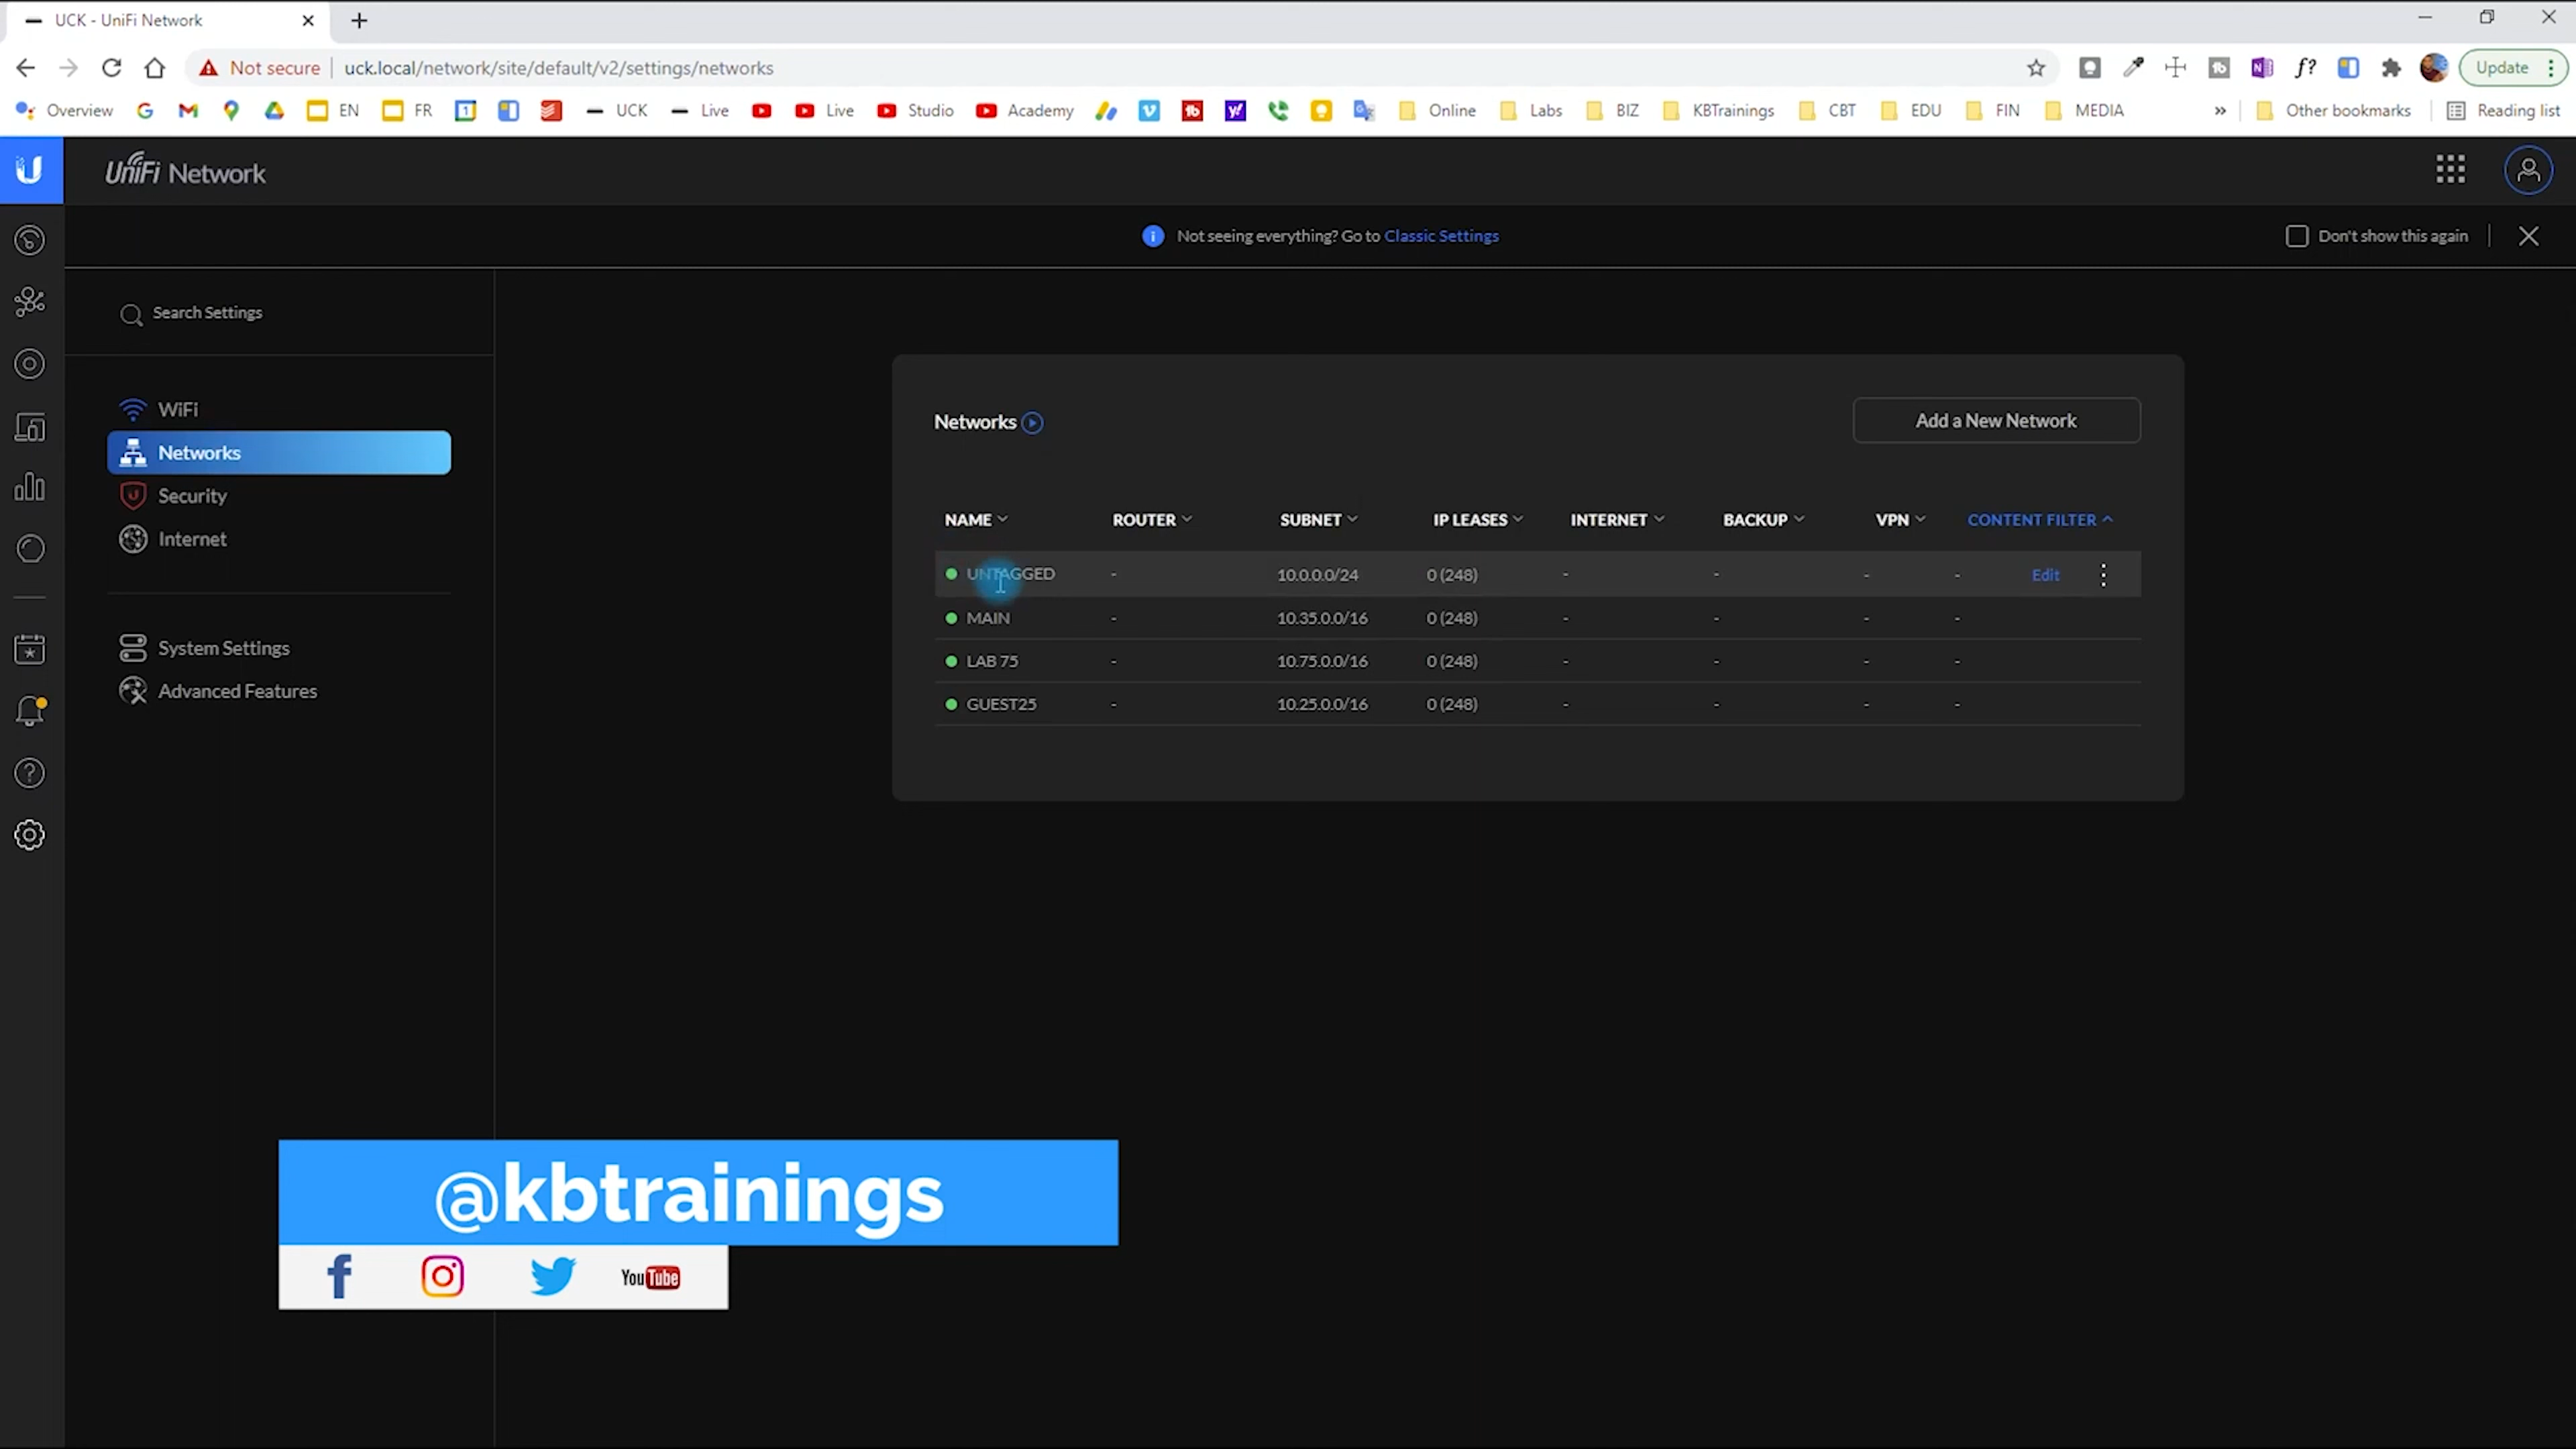 UCK - UniFi Network
Not secure uck.local/network/site/default/v2/settings/networks Update
Overview EN FR UCK Live Live Studio Academy Online Labs BIZ KBTrainings CBT EDU FIN MEDIA » Other bookmarks Reading list
UniFi Network
Not seeing everything? Go to Classic Settings Don't show this again
Search Settings
WiFi
Networks
Security
Internet
System Settings
Advanced Features
Networks Add a New Network
NAME ROUTER SUBNET IP LEASES INTERNET BACKUP VPN CONTENT FILTER
UNTAGGED - 10.0.0.0/24 0 (248) - - - - Edit
MAIN - 10.35.0.0/16 0 (248) - - - -
LAB 75 - 10.75.0.0/16 0 (248) - - - -
GUEST25 - 10.25.0.0/16 0 (248) - - - -
@kbtrainings
YouTube